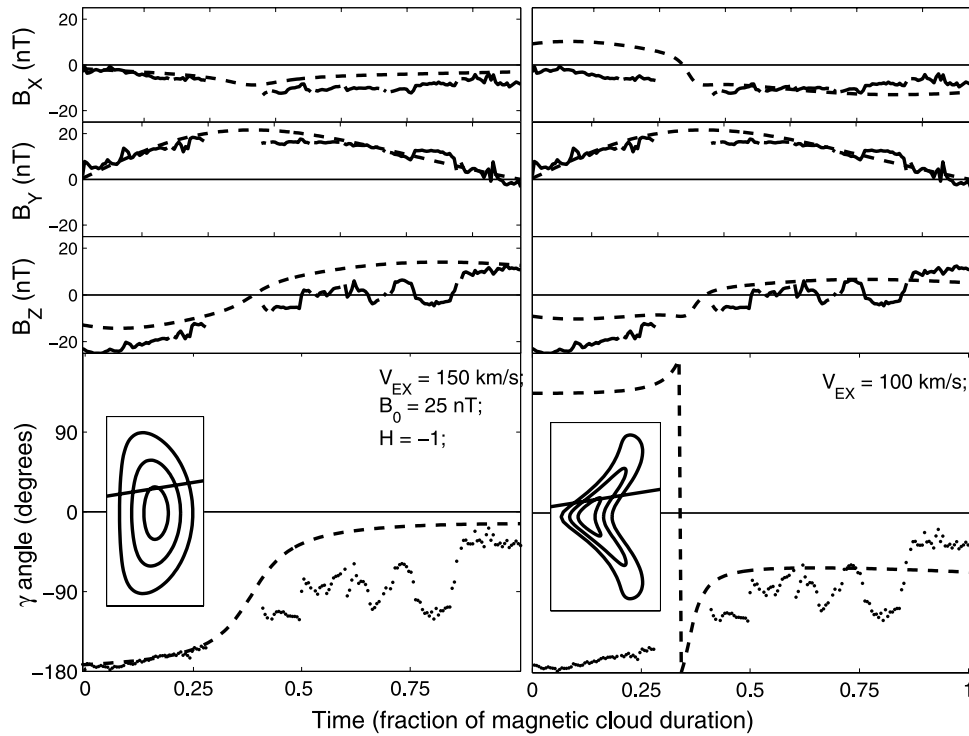 20
0
−20
B_X (nT)
20
0
−20
B_Y (nT)
20
0
−20
B_Z (nT)
V_EX = 150 km/s;
B_0 = 25 nT;
H = −1;
V_EX = 100 km/s;
90
0
−90
−180
γ angle (degrees)
0 0.25 0.5 0.75 0 0.25 0.5 0.75 1
Time (fraction of magnetic cloud duration)